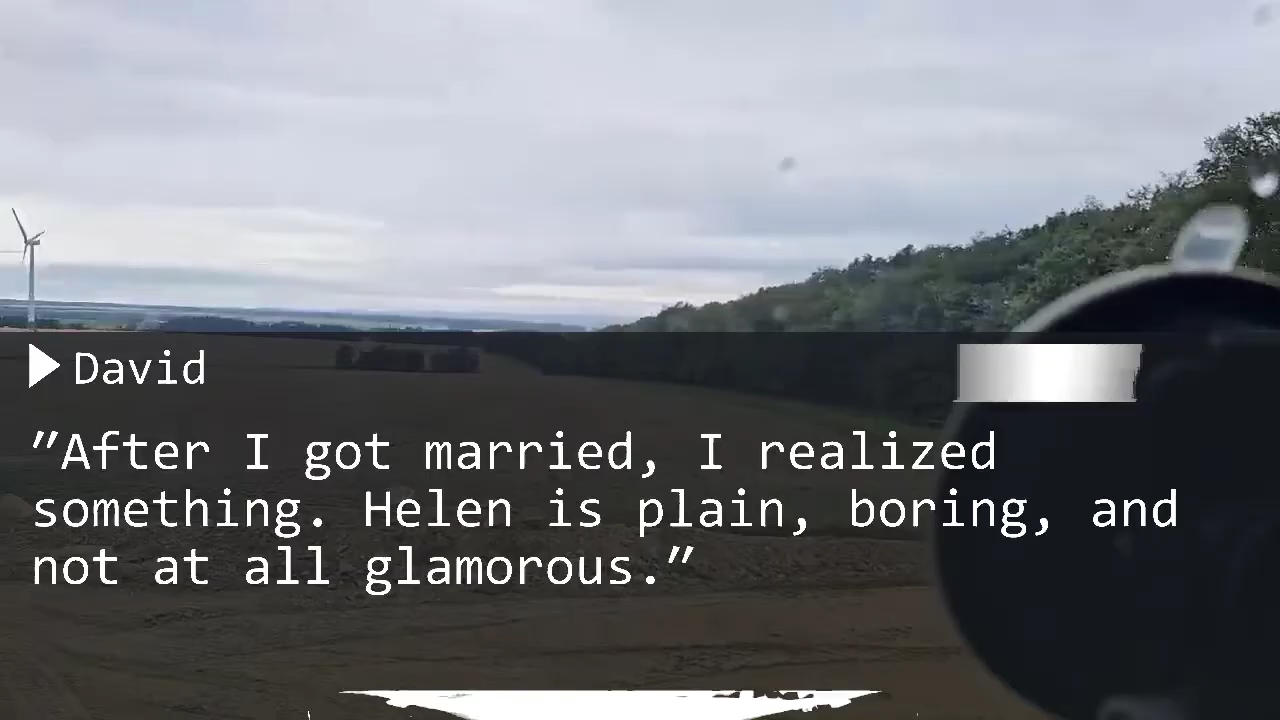 David
"After I got married, I realized
something. Helen is plain, boring, and
not at all glamorous."